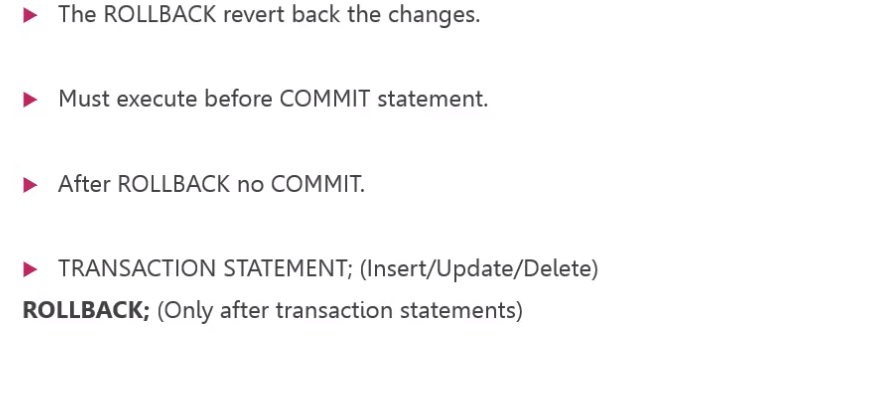 The ROLLBACK revert back the changes.
Must execute before COMMIT statement.
After ROLLBACK no COMMIT.
TRANSACTION STATEMENT; (Insert/Update/Delete)
ROLLBACK; (Only after transaction statements)